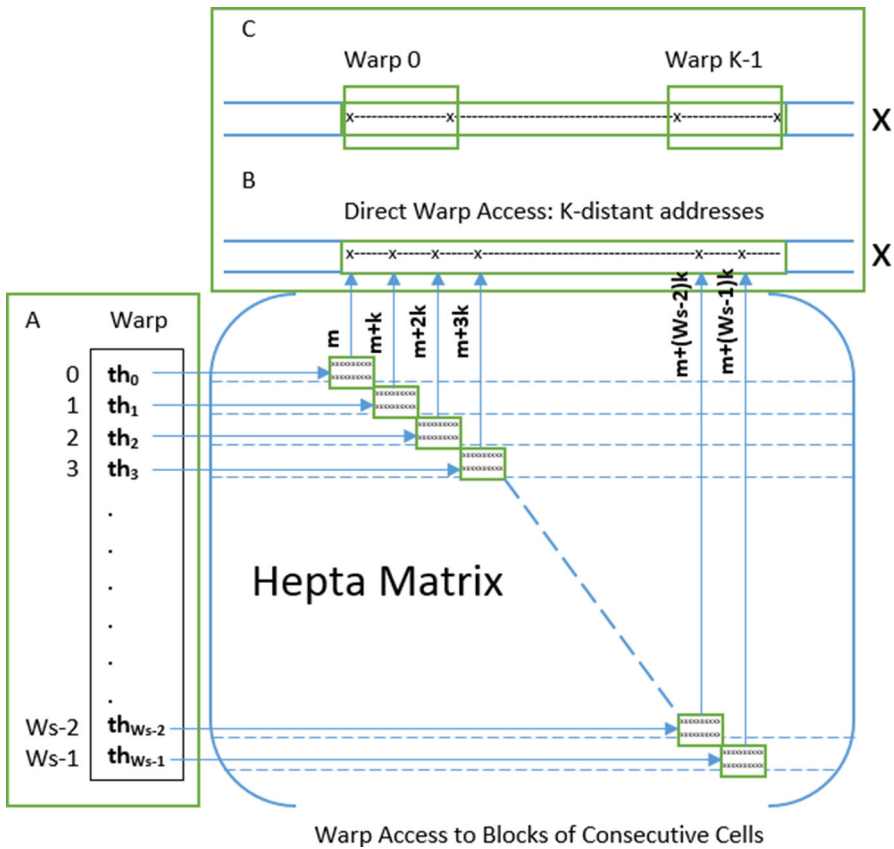 C
Warp 0 Warp K-1
x---------------x------------------------------------x---------------x X
B
Direct Warp Access: K-distant addresses
x------x------x------x------------------------------------x------x------ X
A Warp
m m+k m+2k m+3k m+(Ws-2)k m+(Ws-1)k
0 th0
1 th1
2 th2
3 th3
.
.
.
.
.
.
Hepta Matrix
Ws-2 thWs-2
Ws-1 thWs-1
Warp Access to Blocks of Consecutive Cells